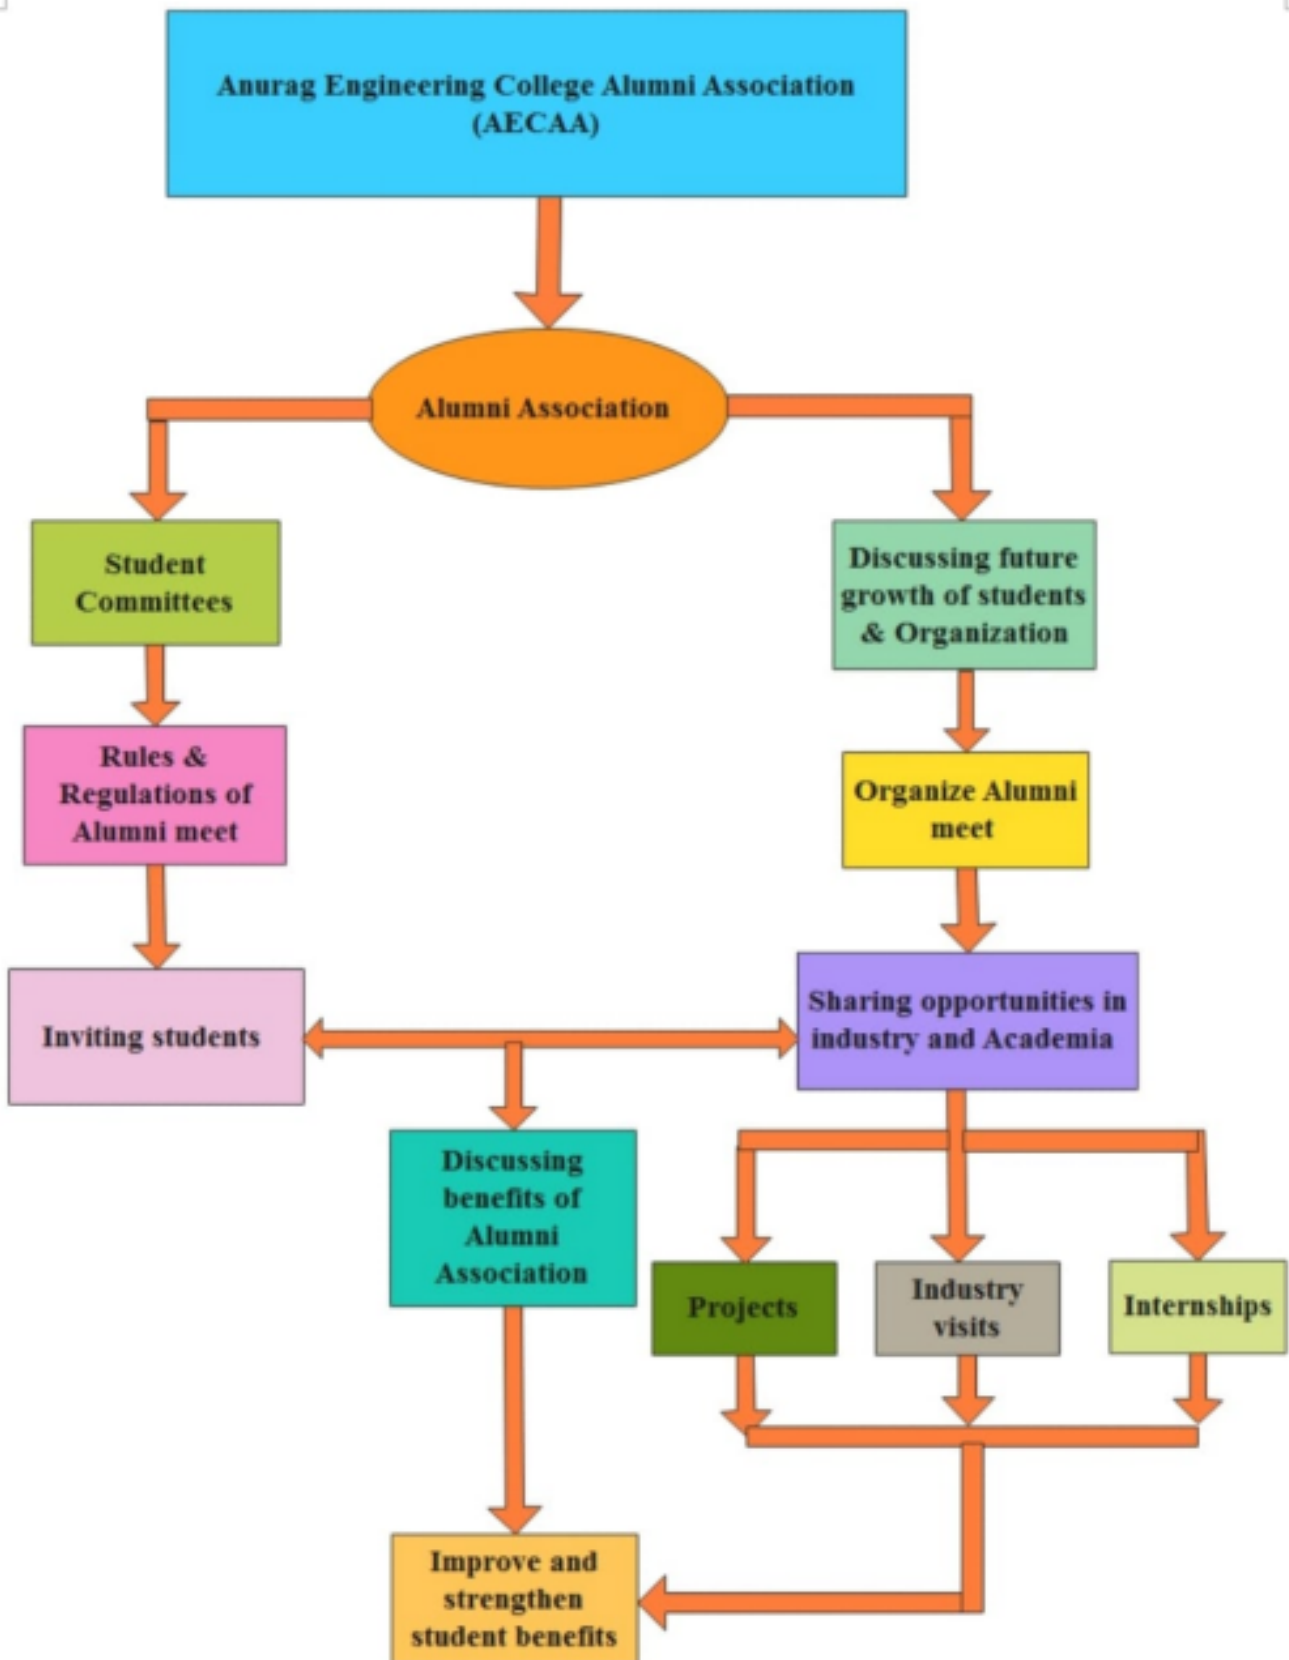 Anurag Engineering College Alumni Association
(AECAA)
Alumni Association
Student
Committees
Discussing future
growth of students
& Organization
Rules &
Regulations of
Alumni meet
Organize Alumni
meet
Inviting students
Sharing opportunities in
industry and Academia
Discussing
benefits of
Alumni
Association
Projects
Industry
visits
Internships
Improve and
strengthen
student benefits